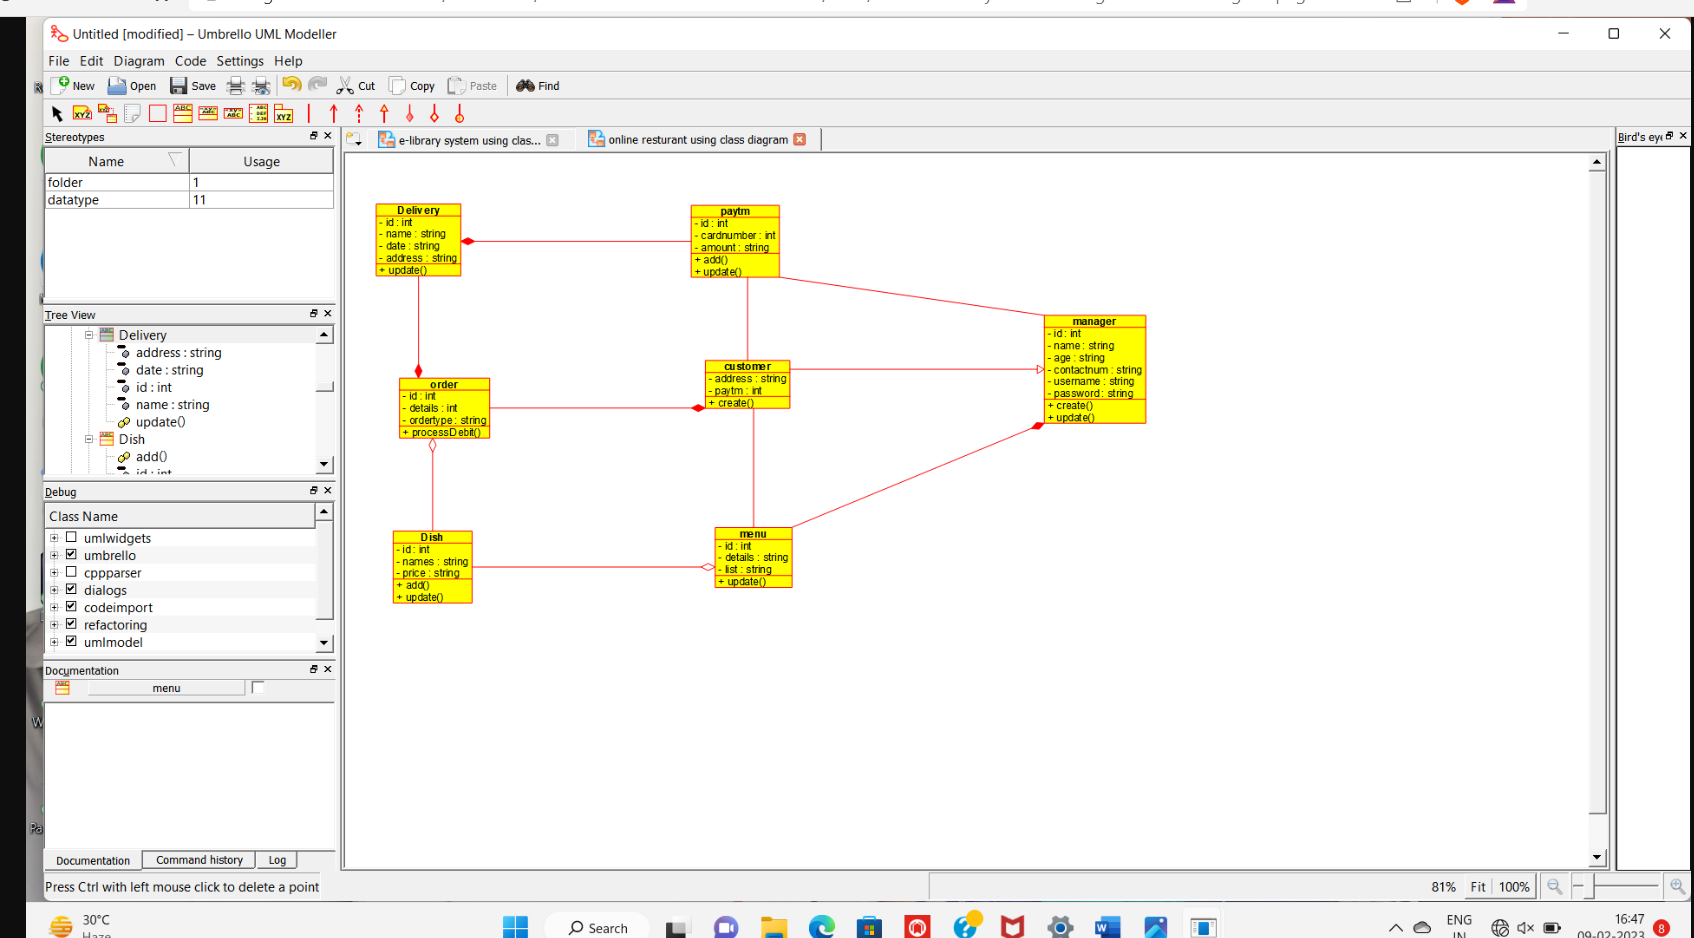 Untitled [modified] – Umbrello UML Modeller
File Edit Diagram Code Settings Help
New Open Save Cut Copy Paste Find
XYZ ABC ABC XYZ
Stereotypes
Name Usage
folder 1
datatype 11
Tree View
Delivery
address : string
date : string
id : int
name : string
update()
Dish
add()
id : int
Debug
Class Name
umlwidgets
umbrello
cppparser
dialogs
codeimport
refactoring
umlmodel
Documentation
menu
Documentation Command history Log
Press Ctrl with left mouse click to delete a point
e-library system using clas...
online resturant using class diagram
Bird's eye
Delivery
- id : int
- name : string
- date : string
- address : string
+ update()
paytm
- id : int
- cardnumber : int
- amount : string
+ add()
+ update()
manager
- id : int
- name : string
- age : string
- contactnum : string
- username : string
- password : string
+ create()
+ update()
customer
- address : string
- paytm : int
+ create()
order
- id : int
- details : int
- ordertype : string
+ processDebit()
Dish
- id : int
- names : string
- price : string
+ add()
+ update()
menu
- id : int
- details : string
- list : string
+ update()
81% Fit 100%
30°C
Haze
Search
ENG
IN
16:47
09-02-2023
8